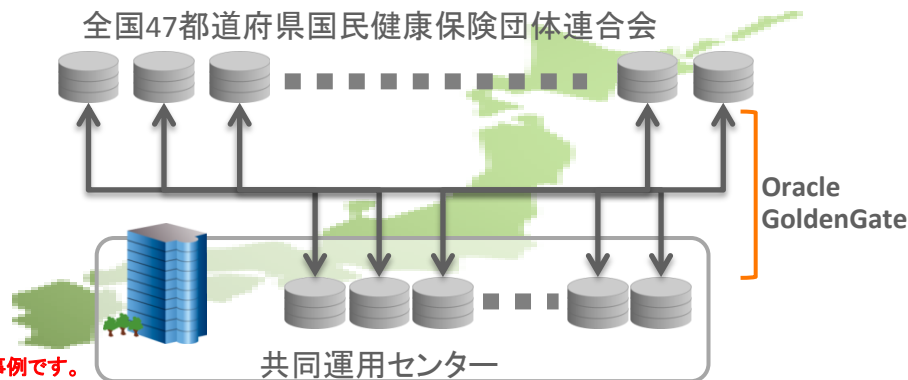 全国47都道府県国民健康保険団体連合会
Oracle
GoldenGate
共同運用センター
事例です。